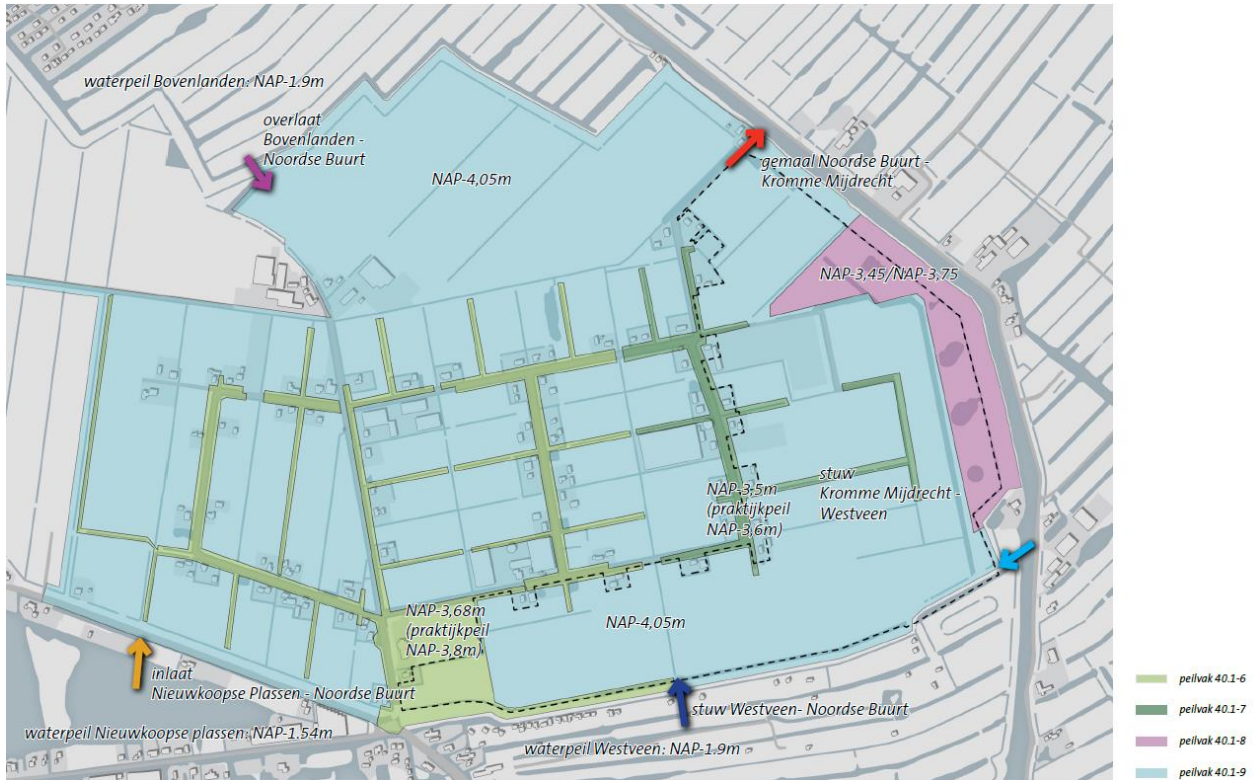 waterpeil Bovenlanden: NAP-1.9m
overlaat
Bovenlanden -
Noordse Buurt
NAP-4,05m
gemaal Noordse Buurt -
Kromme Mijdrecht
NAP-3,45/NAP-3,75
stuw
Kromme Mijdrecht -
Westveen
NAP-3,5m
(praktijkpeil
NAP-3,6m)
NAP-3,68m
(praktijkpeil
NAP-3,8m)
NAP-4,05m
inlaat
Nieuwkoopse Plassen - Noordse Buurt
stuw Westveen- Noordse Buurt
waterpeil Nieuwkoopse plassen: NAP-1.54m
waterpeil Westveen: NAP-1.9m
peilvak 40.1-6
peilvak 40.1-7
peilvak 40.1-8
peilvak 40.1-9